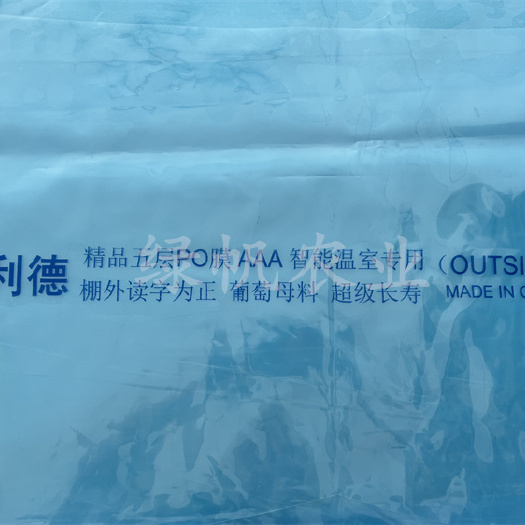 利德
精品五层PO膜 AAA 智能温室专用（OUTSI
棚外读字为正 葡萄母料 超级长寿 MADE IN C
绿帆农业